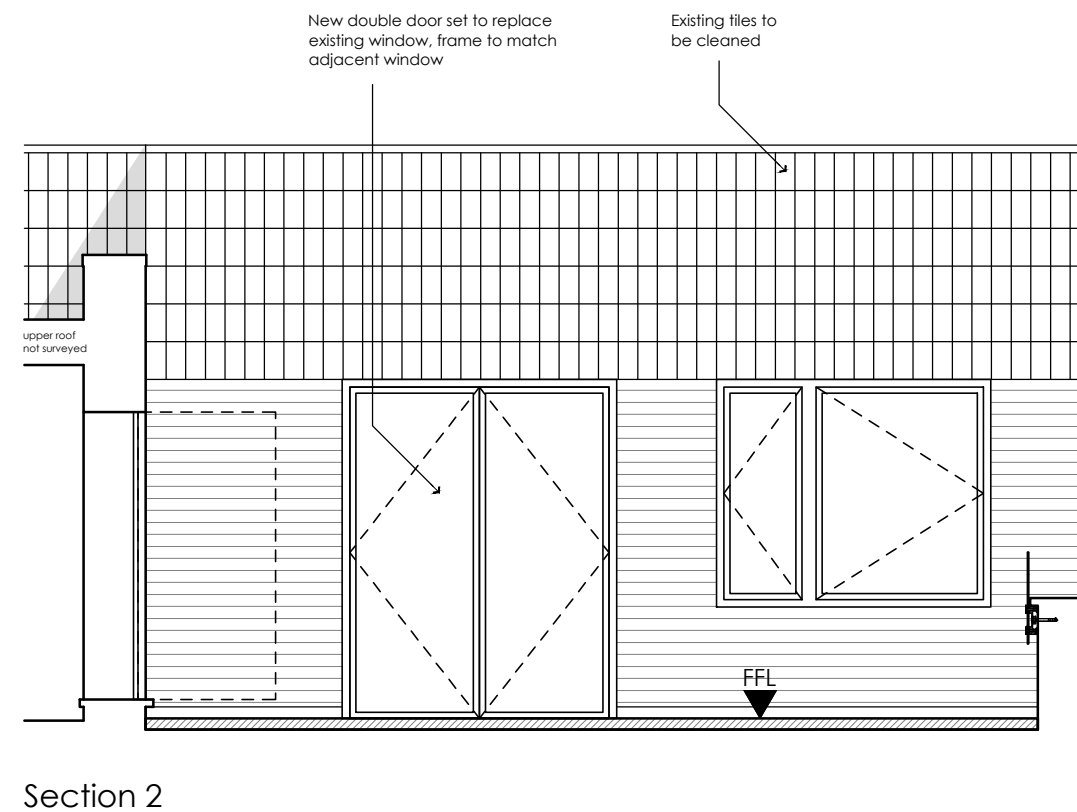 New double door set to replace
existing window, frame to match
adjacent window
Existing tiles to
be cleaned
upper roof
not surveyed
FFL
Section 2